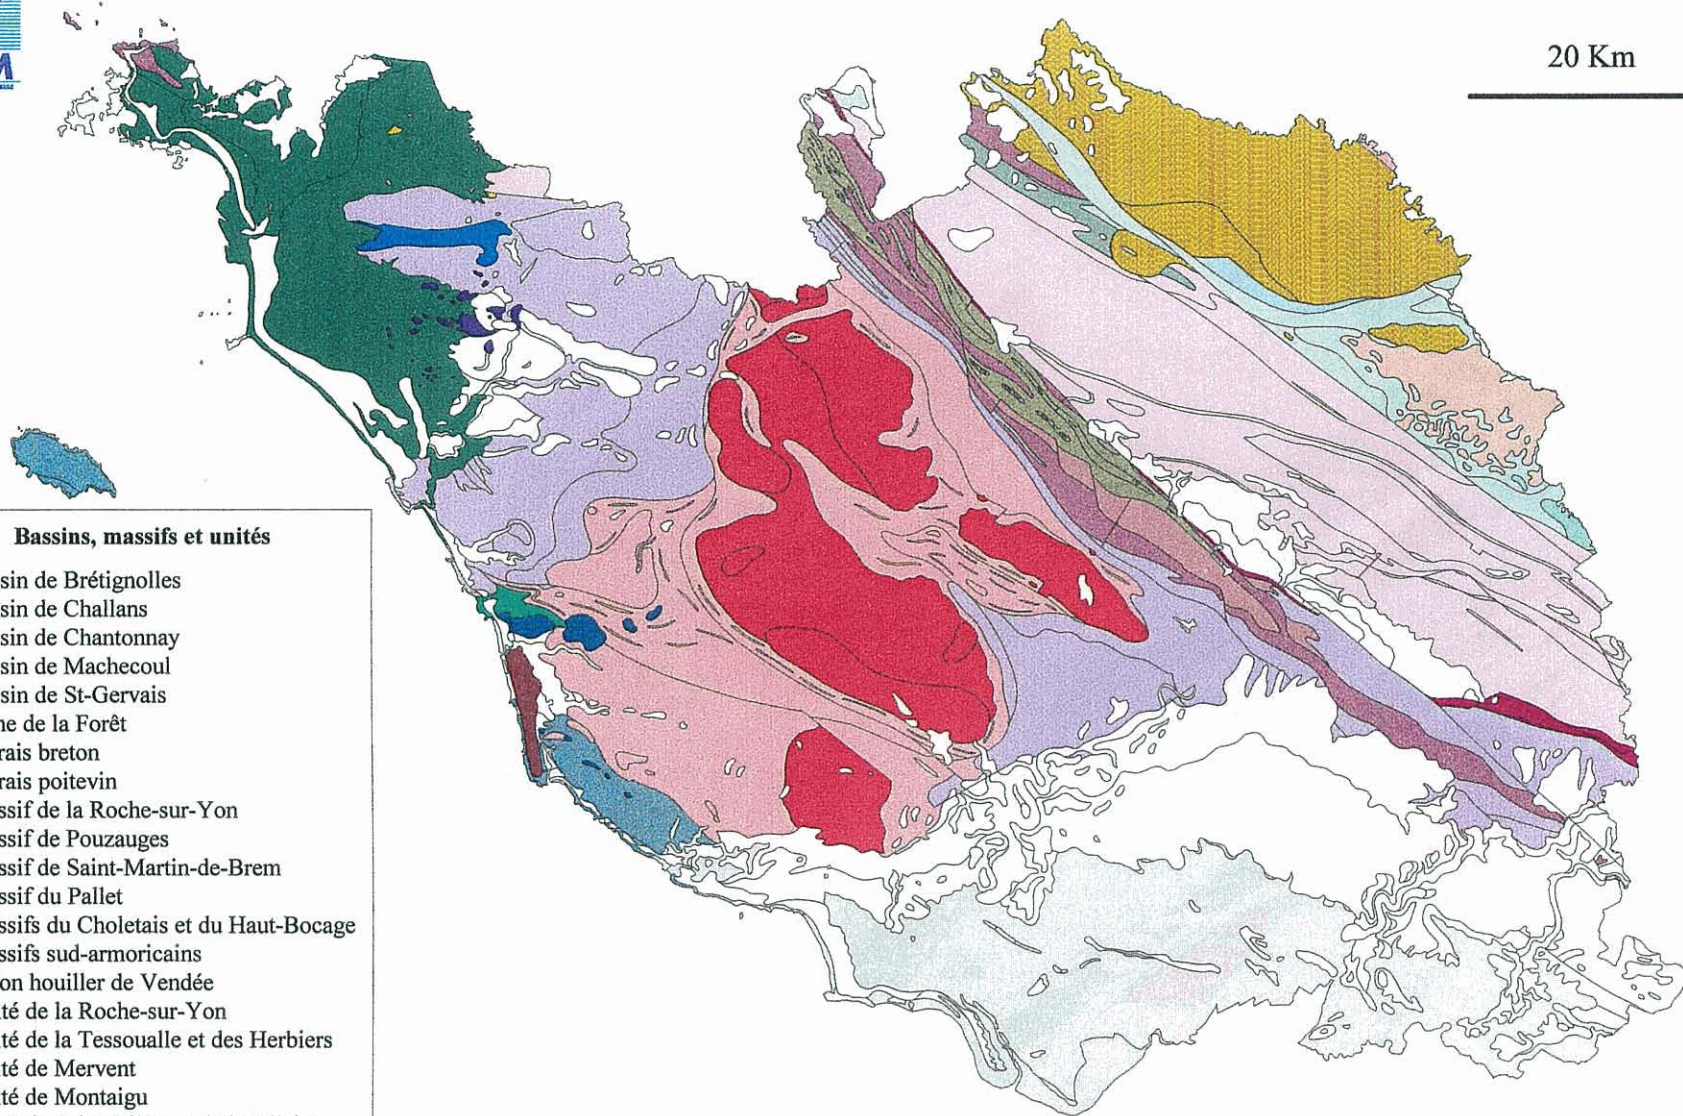 20 Km
Bassins, massifs et unités
sin de Brétignolles
sin de Challans
sin de Chantonnay
sin de Machecoul
sin de St-Gervais
ne de la Forêt
rais breton
rais poitevin
ssif de la Roche-sur-Yon
ssif de Pouzauges
ssif de Saint-Martin-de-Brem
ssif du Pallet
ssifs du Choletais et du Haut-Bocage
ssifs sud-armoricains
on houiller de Vendée
té de la Roche-sur-Yon
té de la Tessoualle et des Herbiers
té de Mervent
té de Montaigu